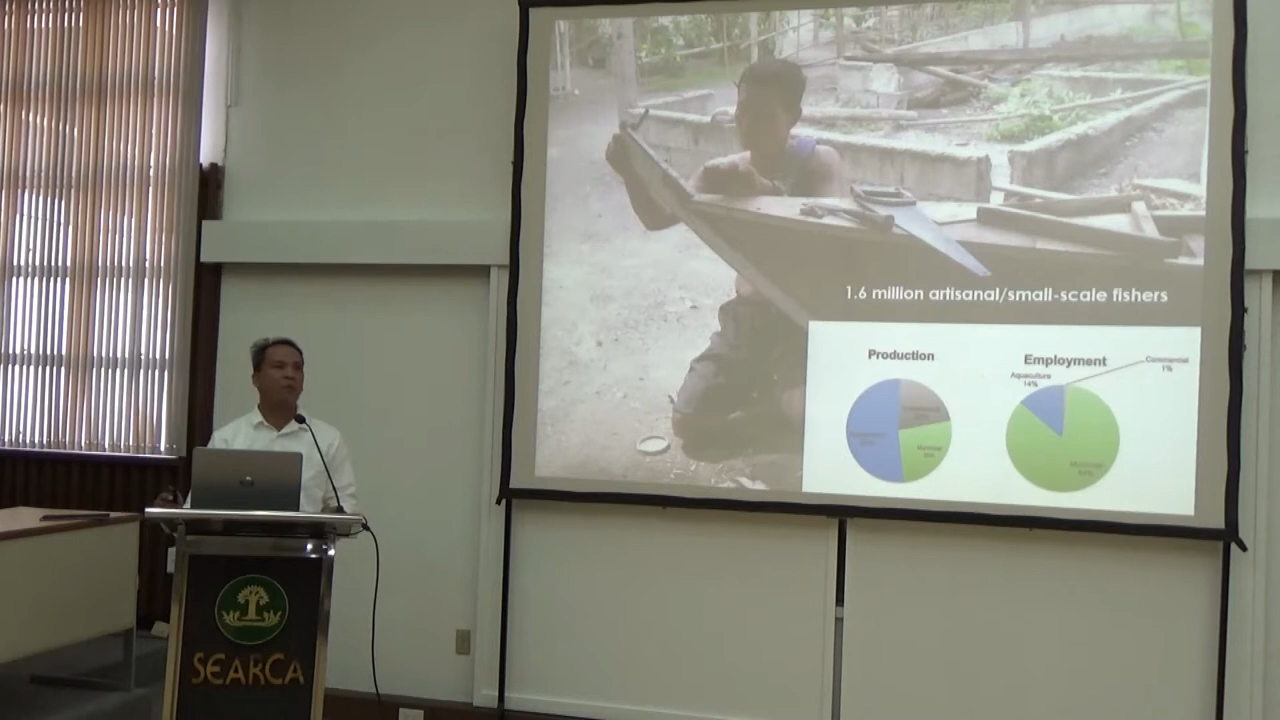 1.6 million artisanal/small-scale fishers
Production
Employment
Commercial
1%
Aquaculture
14%
SEARCA